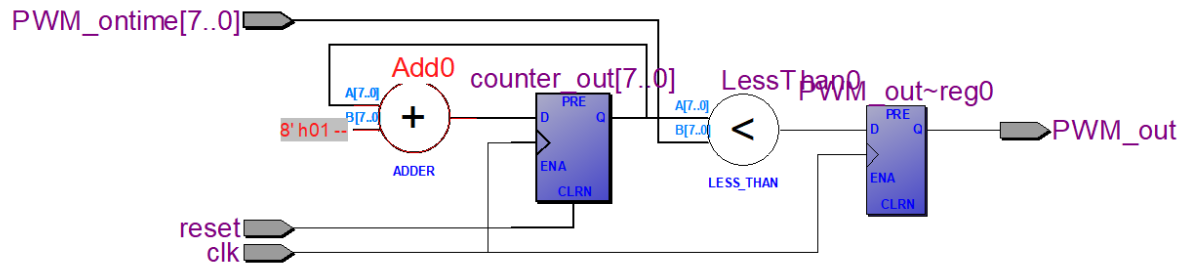 PWM_ontime[7..0]
Add0
counter_out[7..0]
LessThan0
PWM_out~reg0
A[7..0]
B[7..0]
8' h01 --
+
ADDER
PRE
D
Q
ENA
CLRN
A[7..0]
B[7..0]
<
LESS_THAN
PRE
D
Q
ENA
CLRN
PWM_out
reset
clk